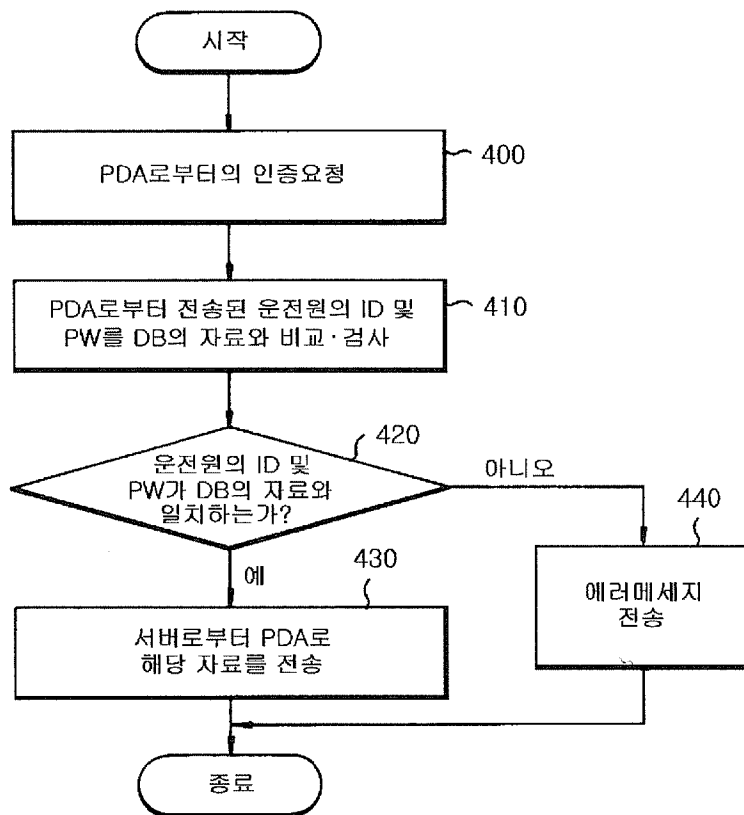 시작
PDA로부터의 인증요청
400
PDA로부터 전송된 운전원의 ID 및
PW를 DB의 자료와 비교·검사
410
420
운전원의 ID 및
PW가 DB의 자료와
일치하는가?
아니오
예
430
서버로부터 PDA로
해당 자료를 전송
440
에러메세지
전송
종료